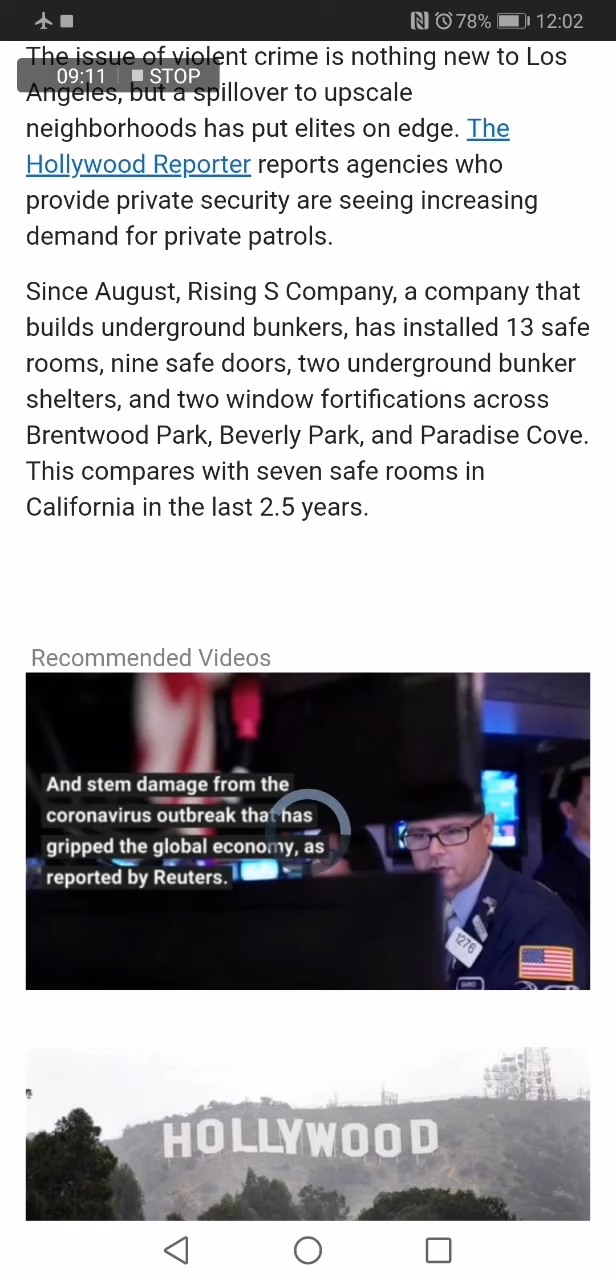 78% 12:02
The issue of violent crime is nothing new to Los
09:11 STOP
Angeles, but a spillover to upscale
neighborhoods has put elites on edge. The
Hollywood Reporter reports agencies who
provide private security are seeing increasing
demand for private patrols.
Since August, Rising S Company, a company that
builds underground bunkers, has installed 13 safe
rooms, nine safe doors, two underground bunker
shelters, and two window fortifications across
Brentwood Park, Beverly Park, and Paradise Cove.
This compares with seven safe rooms in
California in the last 2.5 years.
Recommended Videos
And stem damage from the
coronavirus outbreak that has
gripped the global economy, as
reported by Reuters.
1276
HOLLYWOOD